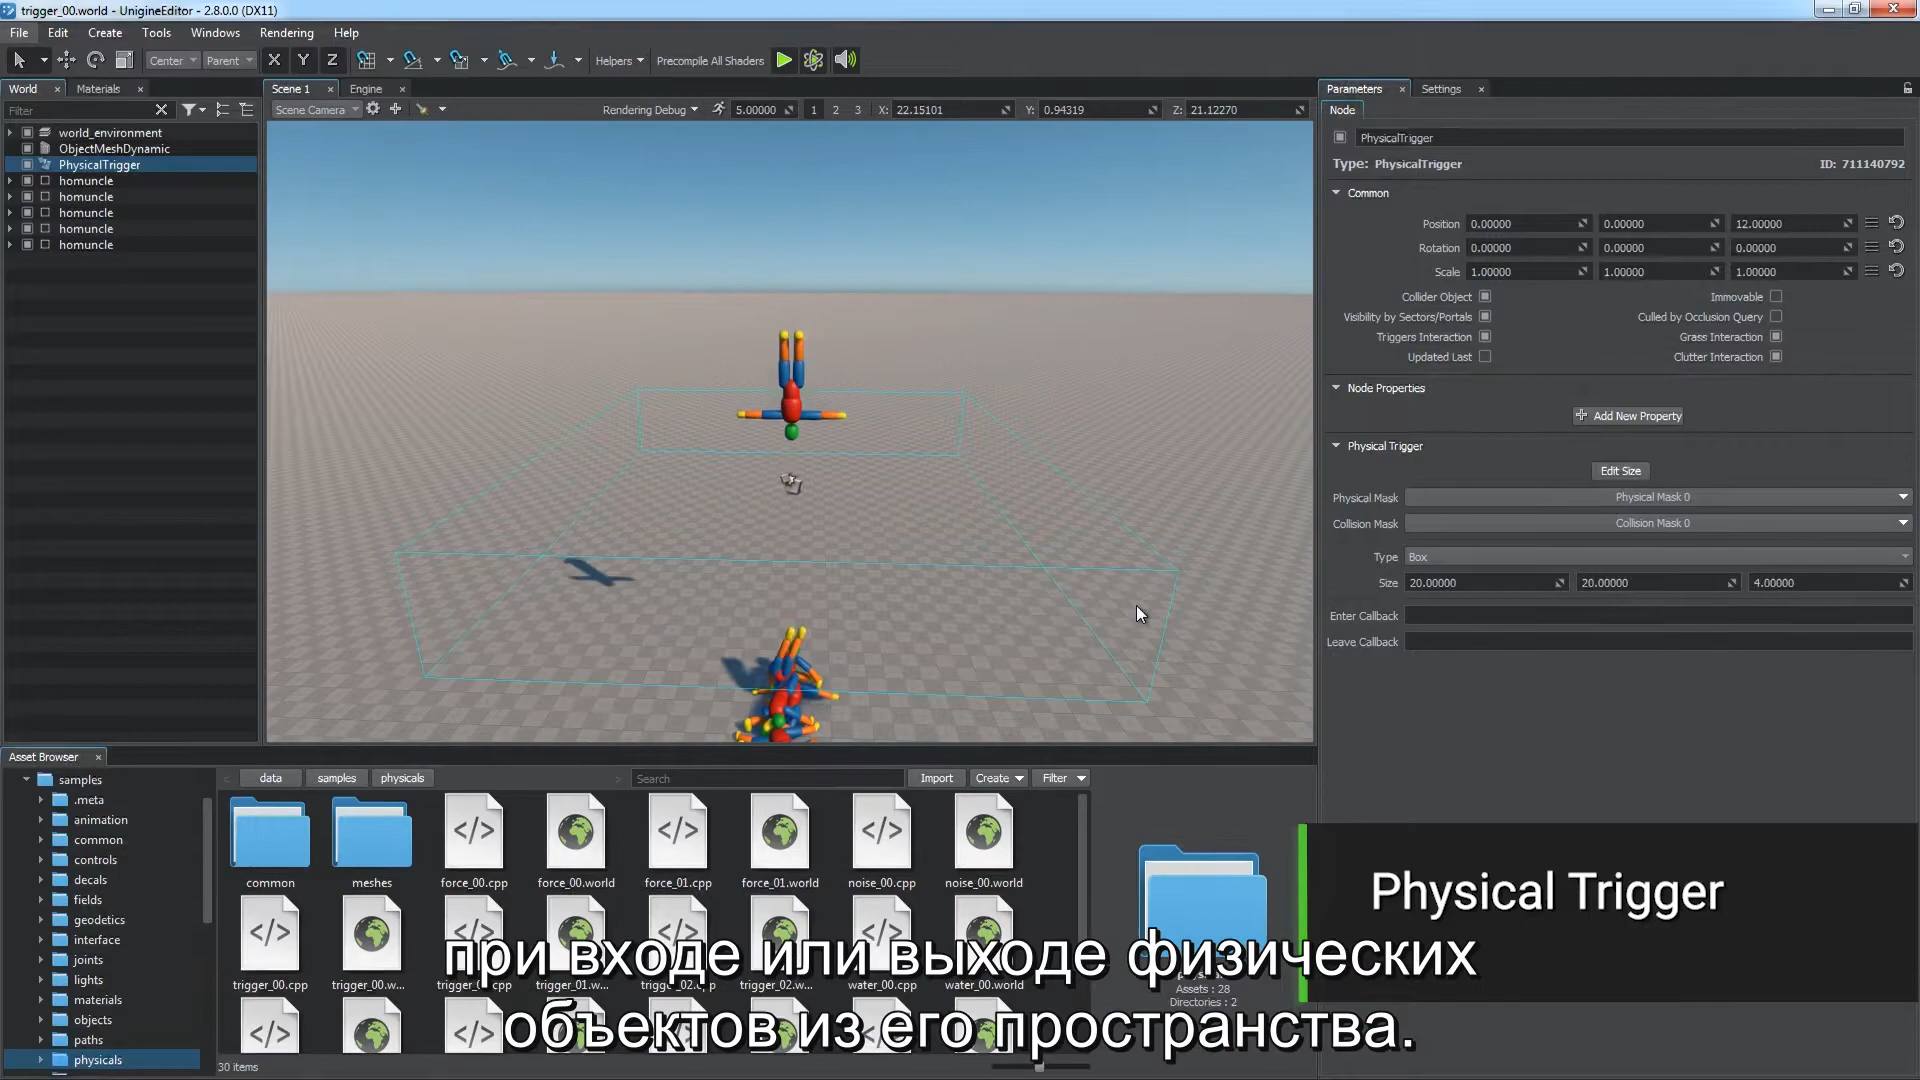 trigger_00.world - UnigineEditor - 2.8.0.0 (DX11)
File Edit Create Tools Windows Rendering Help
Center Parent X Y Z Helpers Precompile All Shaders
World Materials
Filter
world_environment
ObjectMeshDynamic
PhysicalTrigger
homuncle
homuncle
homuncle
homuncle
homuncle
Scene 1 Engine
Scene Camera Rendering Debug 5.00000 1 2 3 X: 22.15101 Y: 0.94319 Z: 21.12270
Parameters Settings
Node
PhysicalTrigger
Type: PhysicalTrigger ID: 711140792
Common
Position 0.00000 0.00000 12.00000
Rotation 0.00000 0.00000 0.00000
Scale 1.00000 1.00000 1.00000
Collider Object Immovable
Visibility by Sectors/Portals Culled by Occlusion Query
Triggers Interaction Grass Interaction
Updated Last Clutter Interaction
Node Properties
Add New Property
Physical Trigger
Edit Size
Physical Mask Physical Mask 0
Collision Mask Collision Mask 0
Type Box
Size 20.00000 20.00000 4.00000
Enter Callback
Leave Callback
Asset Browser
samples
.meta
animation
common
controls
decals
fields
geodetics
interface
joints
lights
materials
objects
paths
physicals
data samples physicals Search Import Create Filter
common meshes force_00.cpp force_00.world force_01.cpp force_01.world noise_00.cpp noise_00.world
trigger_00.cpp trigger_00.w... trigger_01.w... trigger_02.w... water_00.cpp water_00.world
30 items
Assets : 28
Directories : 2
Physical Trigger
при входе или выходе физических
объектов из его пространства.